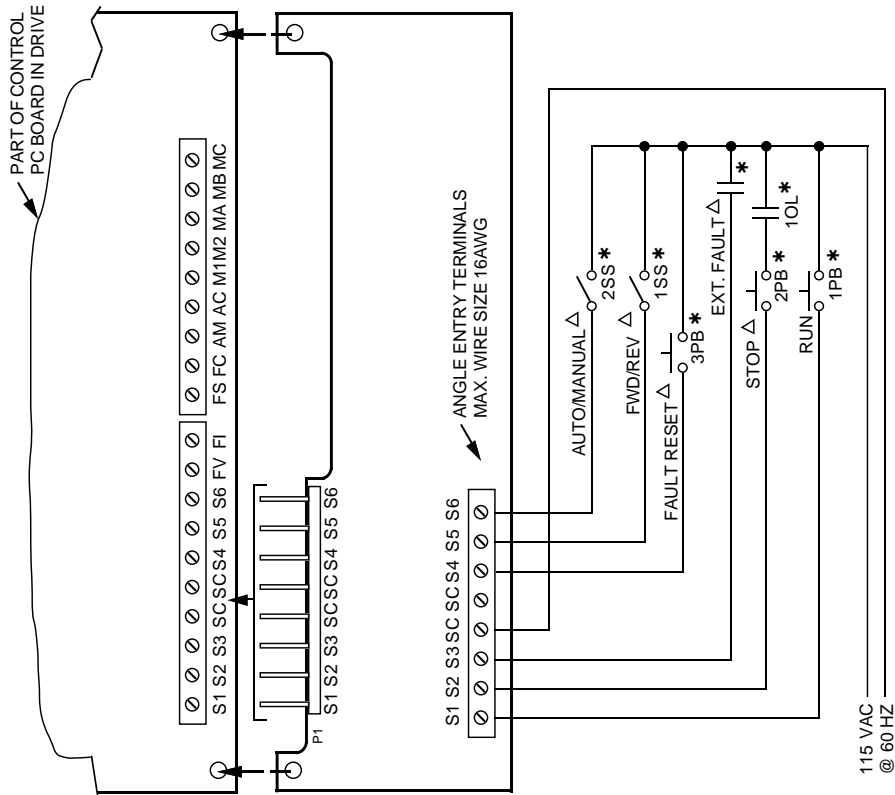 PART OF CONTROL
PC BOARD IN DRIVE
S1 S2 S3 SC SC S4 S5 S6 FV FI
FS FC AM AC M1 M2 MA MB MC
P1
S1 S2 S3 SC SC S4 S5 S6
ANGLE ENTRY TERMINALS
MAX. WIRE SIZE 16AWG
S1 S2 S3 SC SC S4 S5 S6
AUTO/MANUAL △
2SS *
FWD/REV △
1SS *
FAULT RESET △
3PB *
EXT. FAULT △
*
STOP △
2PB *
1OL *
RUN
1PB *
115 VAC
@ 60 HZ